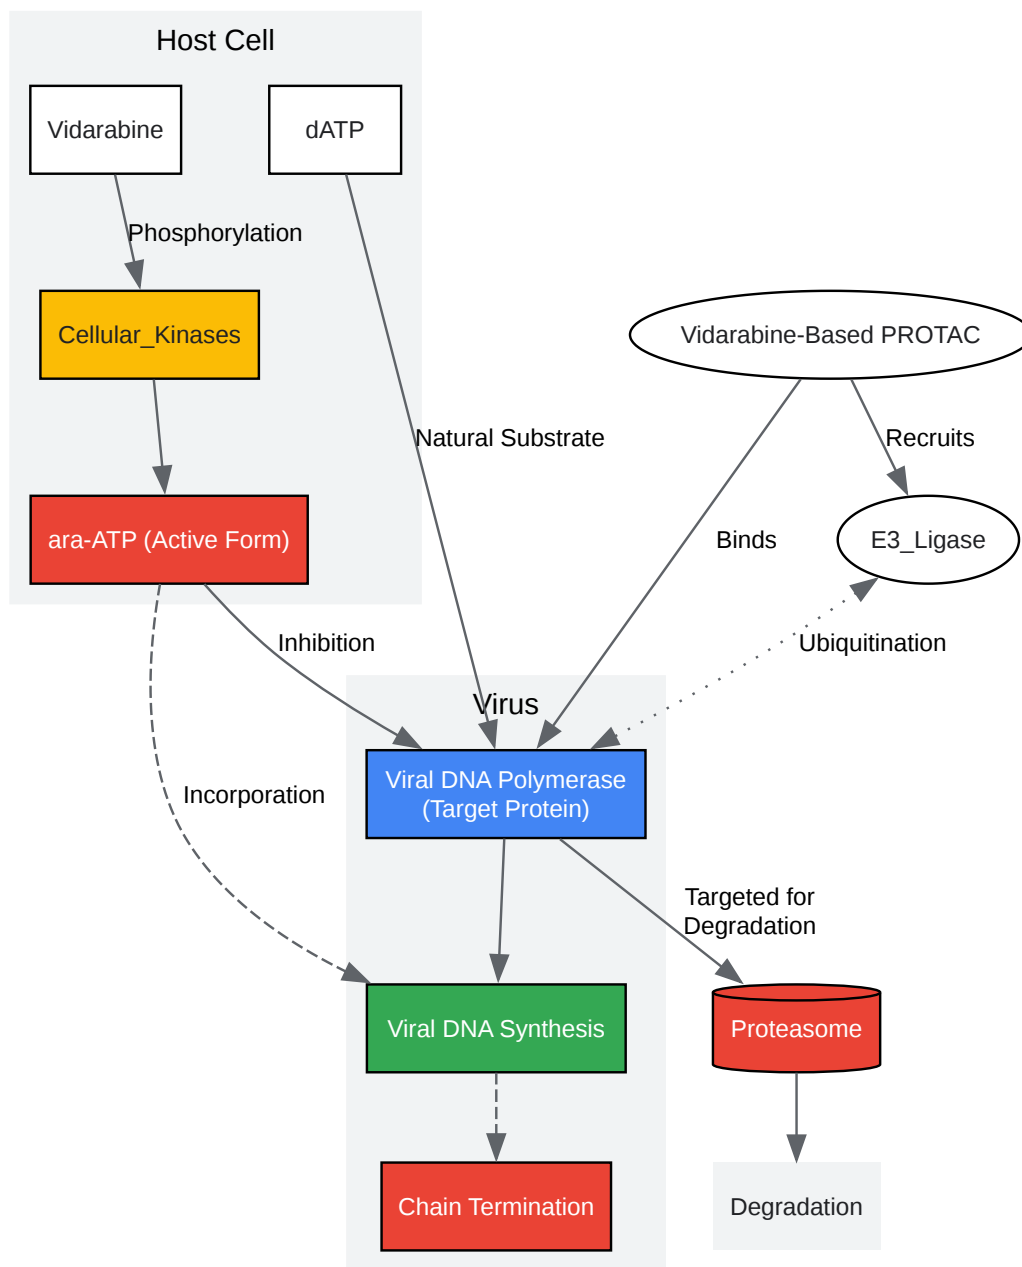 Host Cell
Vidarabine
dATP
Phosphorylation
Cellular_Kinases
Vidarabine-Based PROTAC
Natural Substrate
Recruits
ara-ATP (Active Form)
Binds
E3_Ligase
Inhibition
Ubiquitination
Virus
Viral DNA Polymerase
(Target Protein)
Incorporation
Targeted for
Degradation
Viral DNA Synthesis
Proteasome
Chain Termination
Degradation